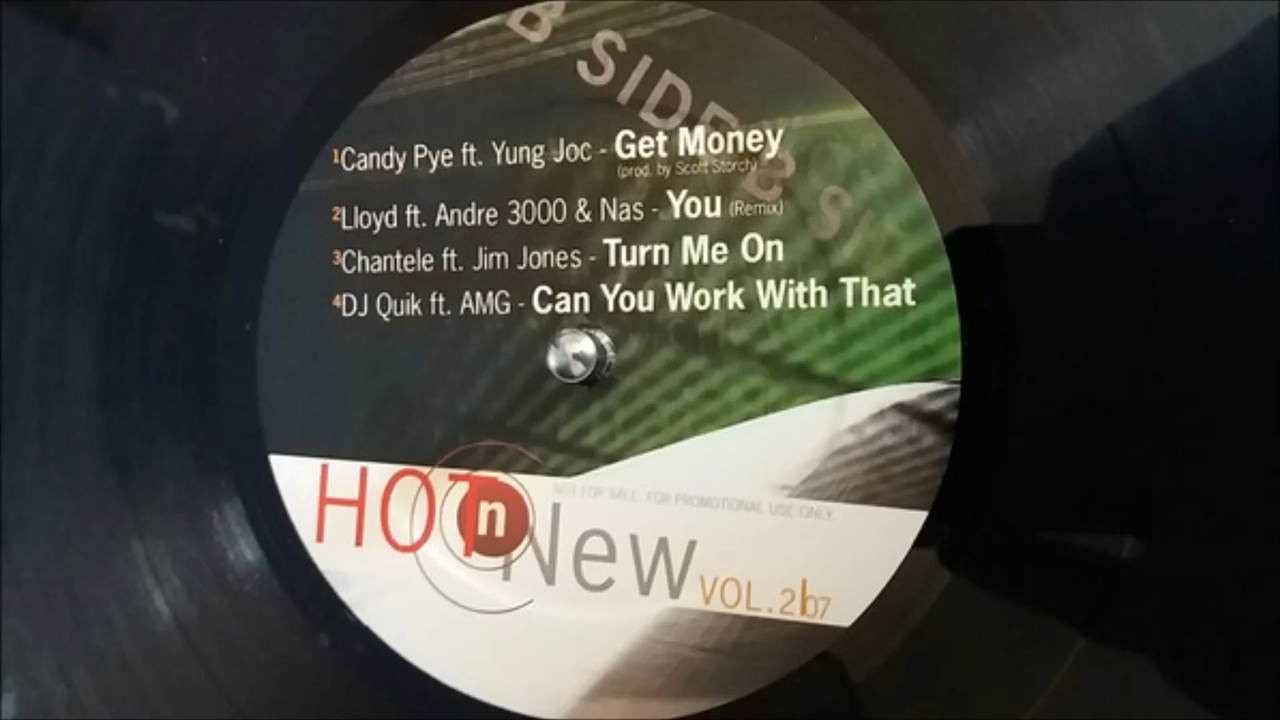 B SIDE B SI
1Candy Pye ft. Yung Joc - Get Money
(prod. by Scott Storch)
2Lloyd ft. Andre 3000 & Nas - You (Remix)
3Chantele ft. Jim Jones - Turn Me On
4DJ Quik ft. AMG - Can You Work With That
NOT FOR SALE. FOR PROMOTIONAL USE ONLY.
HOT n New VOL.2|07